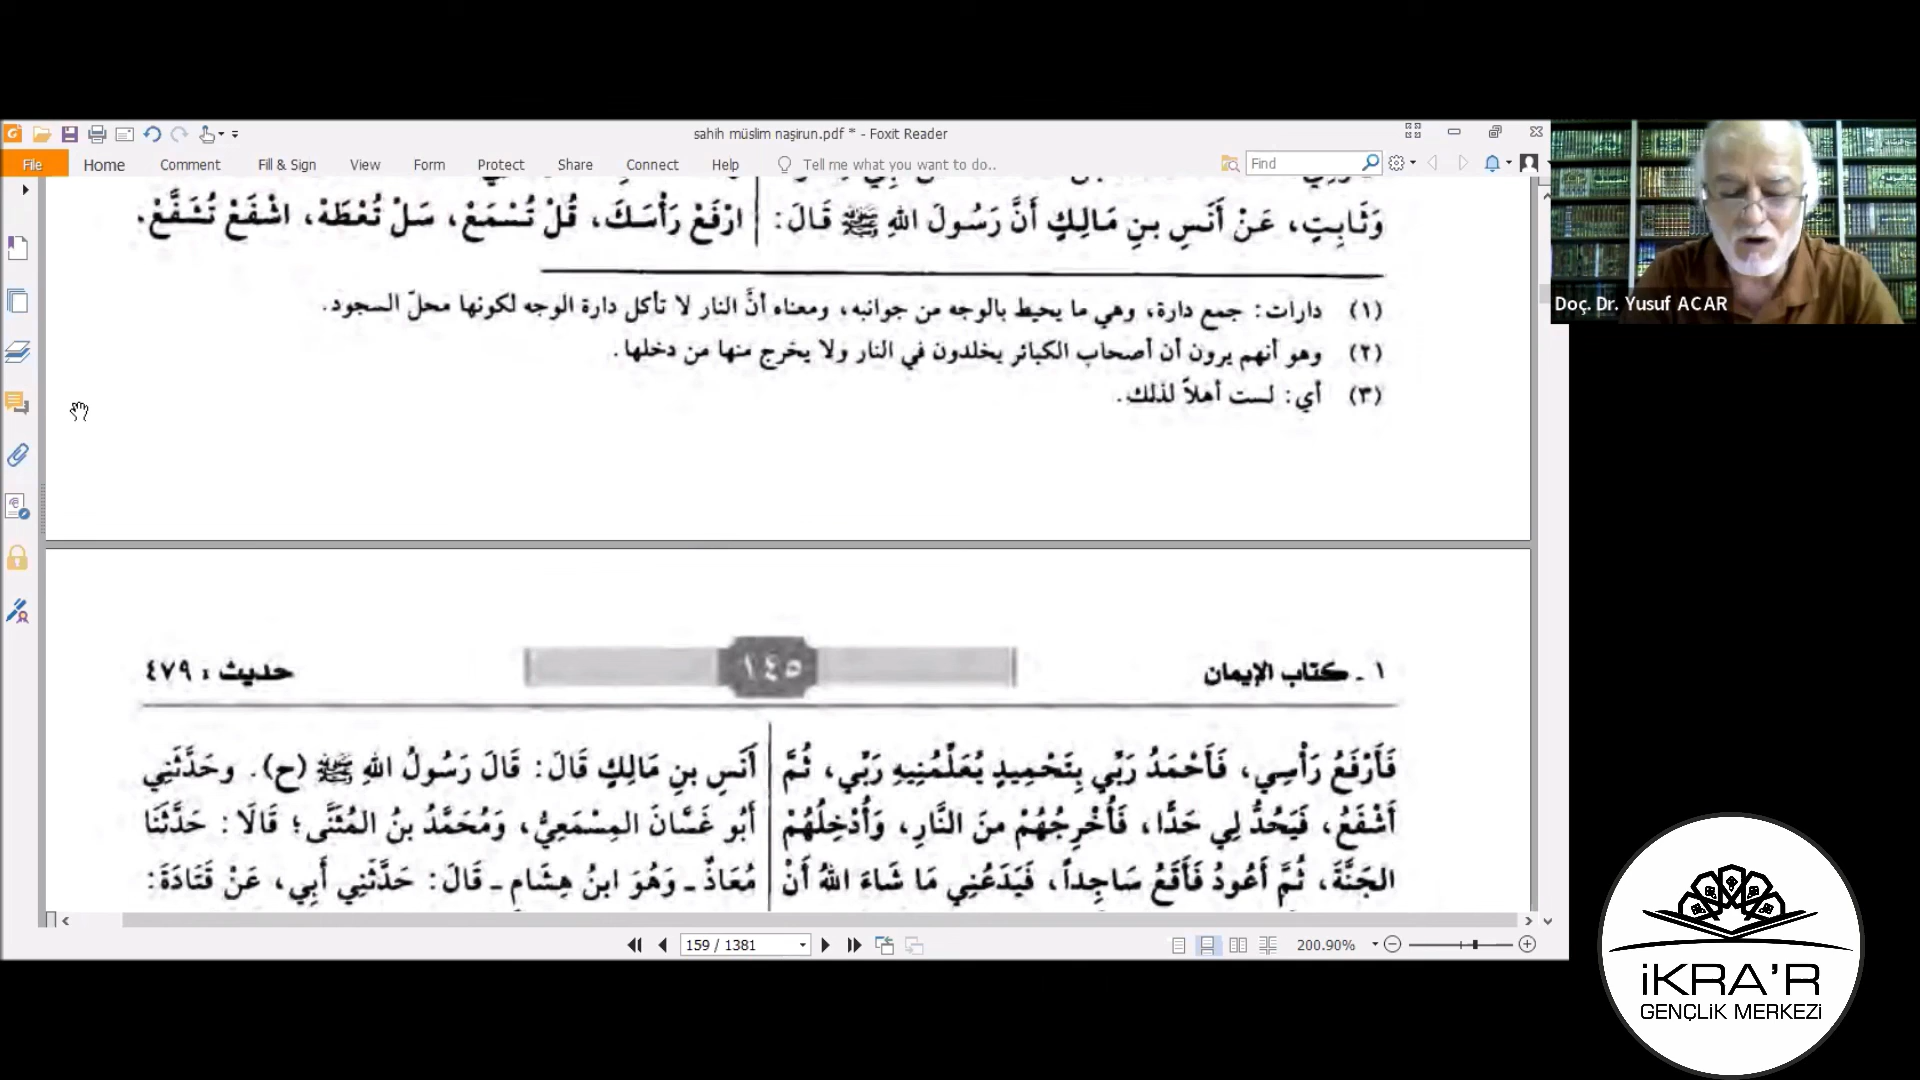 sahih müslim naşirun.pdf * - Foxit Reader
File Home Comment Fill & Sign View Form Protect Share Connect Help Tell me what you want to do.. Find
وَثَابِتٍ، عَنْ أَنَسِ بنِ مَالِكٍ أَنَّ رَسُولَ اللهِ ﷺ قَالَ:
ارْفَعْ رَأْسَكَ، قُلْ تُسْمَعْ، سَلْ تُعْطَهْ، اشْفَعْ تُشَفَّعْ،
(١) دارات: جمع دارة، وهي ما يحيط بالوجه من جوانبه، ومعناه أنَّ النار لا تأكل دارة الوجه لكونها محلّ السجود.
(٢) وهو أنهم يرون أن أصحاب الكبائر يخلدون في النار ولا يخرج منها من دخلها.
(٣) أي: لست أهلاً لذلك.
١ ـ كتاب الإيمان
١٤٥
حديث : ٤٧٩
فَأَرْفَعُ رَأْسِي، فَأَحْمَدُ رَبِّي بِتَحْمِيدٍ يُعَلِّمُنِيهِ رَبِّي، ثُمَّ
أَشْفَعُ، فَيَحُدُّ لِي حَدًّا، فَأُخْرِجُهُمْ مِنَ النَّارِ، وَأُدْخِلُهُمُ
الجَنَّةَ، ثُمَّ أَعُودُ فَأَقَعُ سَاجِداً، فَيَدَعُنِي مَا شَاءَ اللهُ أَنْ
أَنَسِ بنِ مَالِكٍ قَالَ: قَالَ رَسُولُ اللهِ ﷺ (ح). وحَدَّثَنِي
أَبُو غَسَّانَ المِسْمَعِيُّ، وَمُحَمَّدُ بنُ المُثَنَّى؛ قَالَا: حَدَّثَنَا
مُعَاذٌ ـ وَهُوَ ابنُ هِشَامٍ ـ قَالَ: حَدَّثَنِي أَبِي، عَنْ قَتَادَةَ:
159 / 1381
200.90%
Doç. Dr. Yusuf ACAR
iKRA'R
GENÇLiK MERKEZi